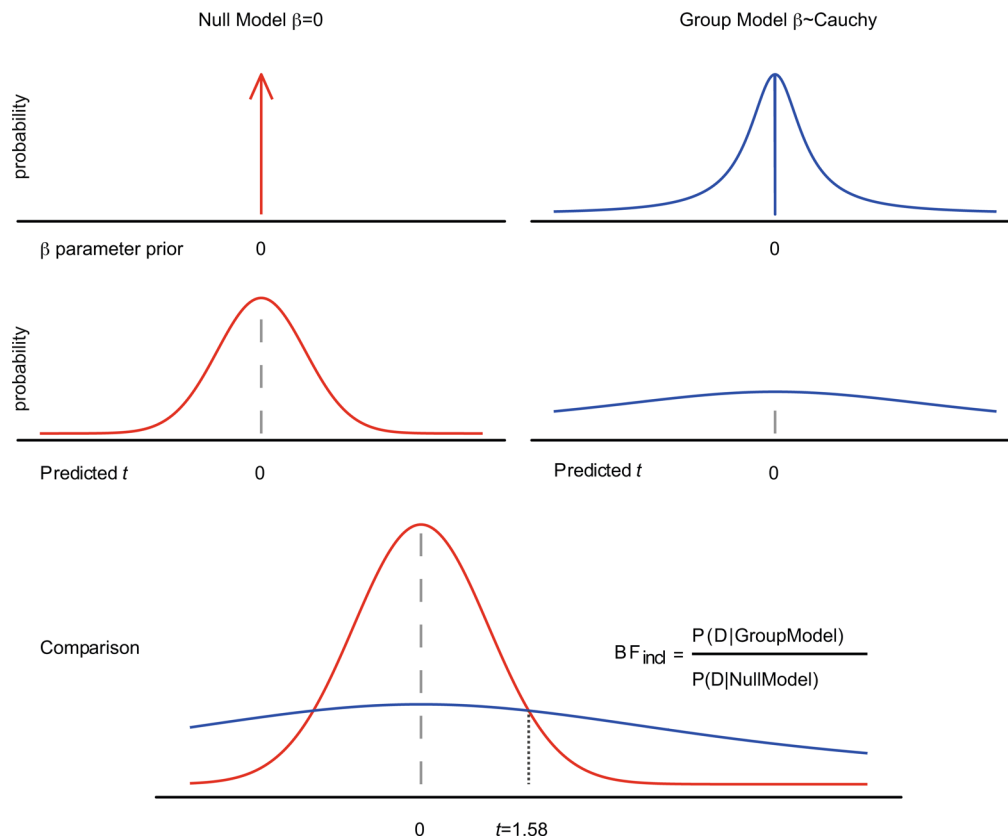 Null Model β=0
Group Model β~Cauchy
probability
β parameter prior
0
0
probability
Predicted t
0
Predicted t
0
Comparison
BFincl = P(D|GroupModel)
P(D|NullModel)
0
t=1.58